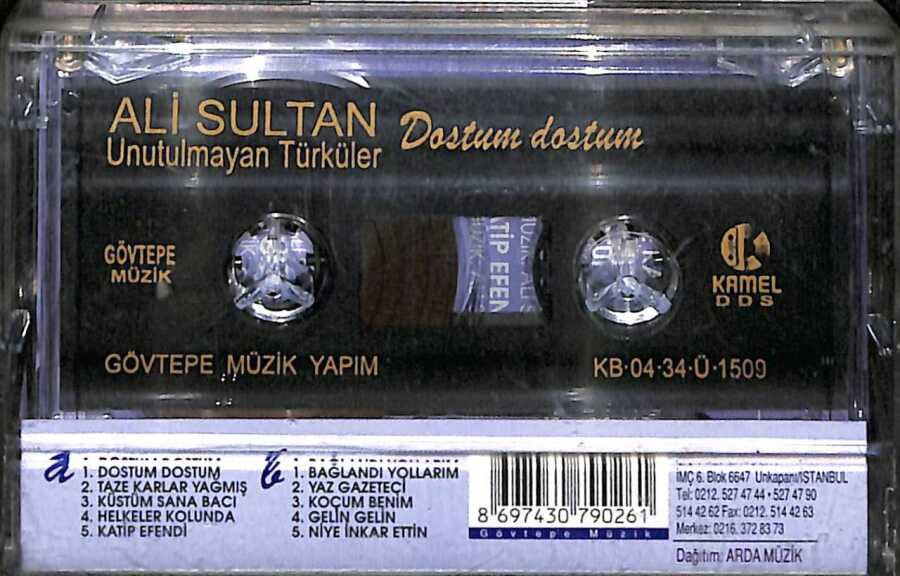 ALİ SULTAN
Unutulmayan Türküler
Dostum dostum
GÖVTEPE
MÜZİK
TİP EFEN
KAMEL
DDS
GÖVTEPE MÜZİK YAPIM
KB·04·34·Ü·1509
a
1. DOSTUM DOSTUM
2. TAZE KARLAR YAĞMIŞ
3. KÜSTÜM SANA BACI
4. HELKELER KOLUNDA
5. KATİP EFENDİ
b
1. BAĞLANDI YOLLARIM
2. YAZ GAZETECİ
3. KOÇUM BENİM
4. GELİN GELİN
5. NİYE İNKAR ETTİN
8 697430 790261
Gövtepe Müzik
İMÇ 6. Blok 6647 Unkapanı/İSTANBUL
Tel: 0212. 527 47 44 • 527 47 90
514 42 62 Fax: 0212. 514 42 63
Merkez: 0216. 372 83 73
Dağıtım: ARDA MÜZİK